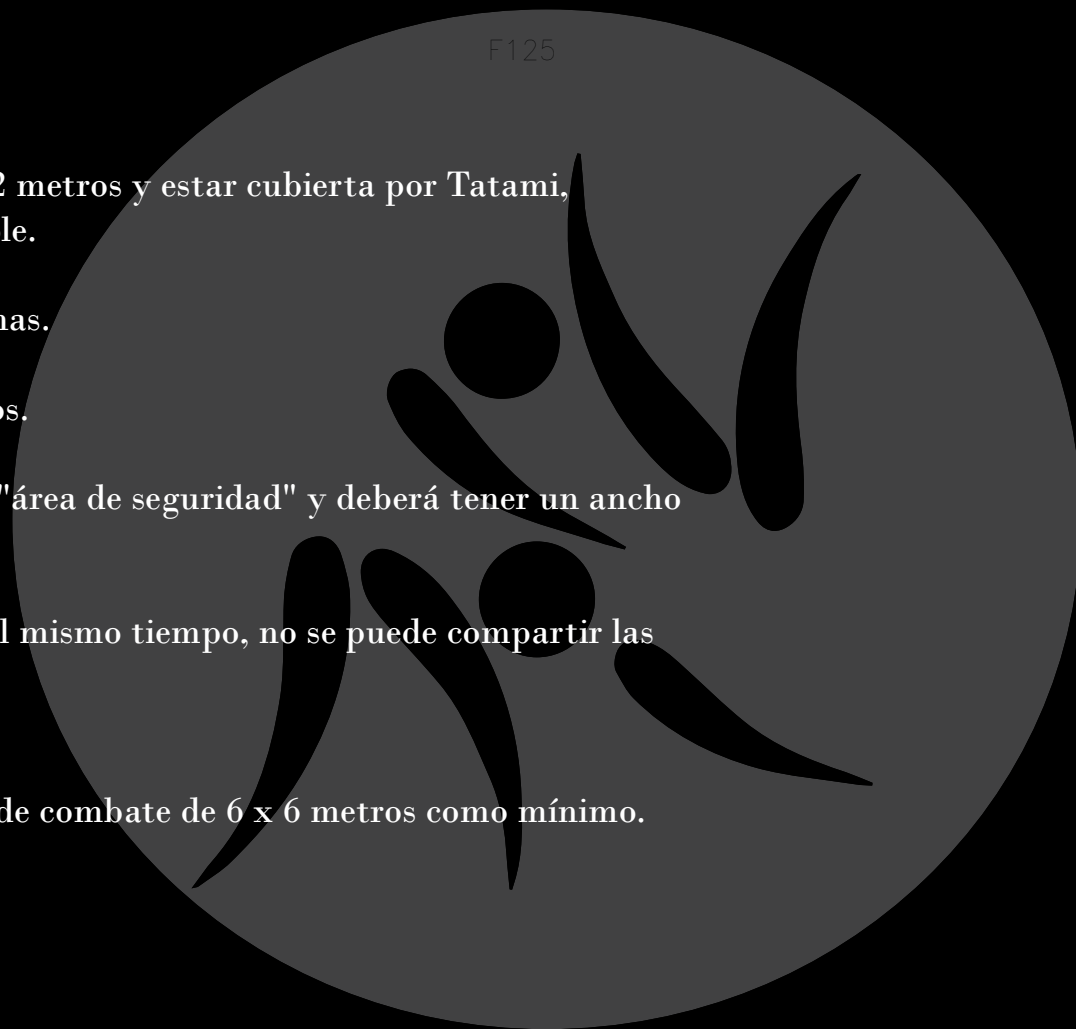 F125
2 metros y estar cubierta por Tatami,
le.
nas.
os.
"área de seguridad" y deberá tener un ancho
l mismo tiempo, no se puede compartir las
de combate de 6 x 6 metros como mínimo.